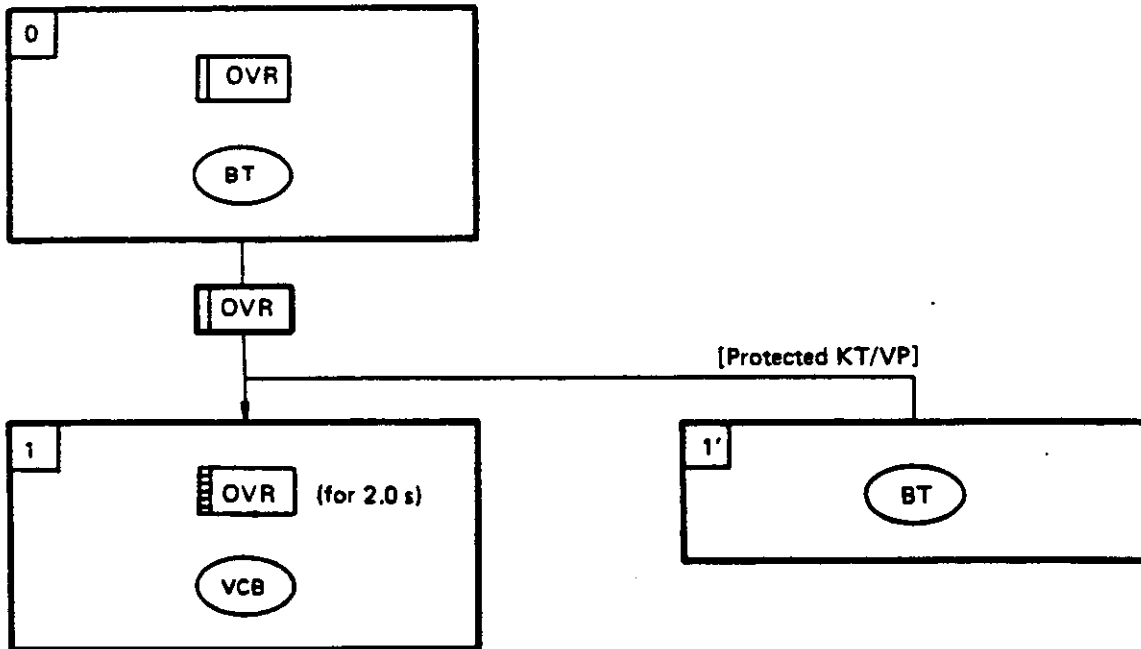 0
OVR
BT
OVR
[Protected KT/VP]
1
OVR (for 2.0 s)
VCB
1'
BT